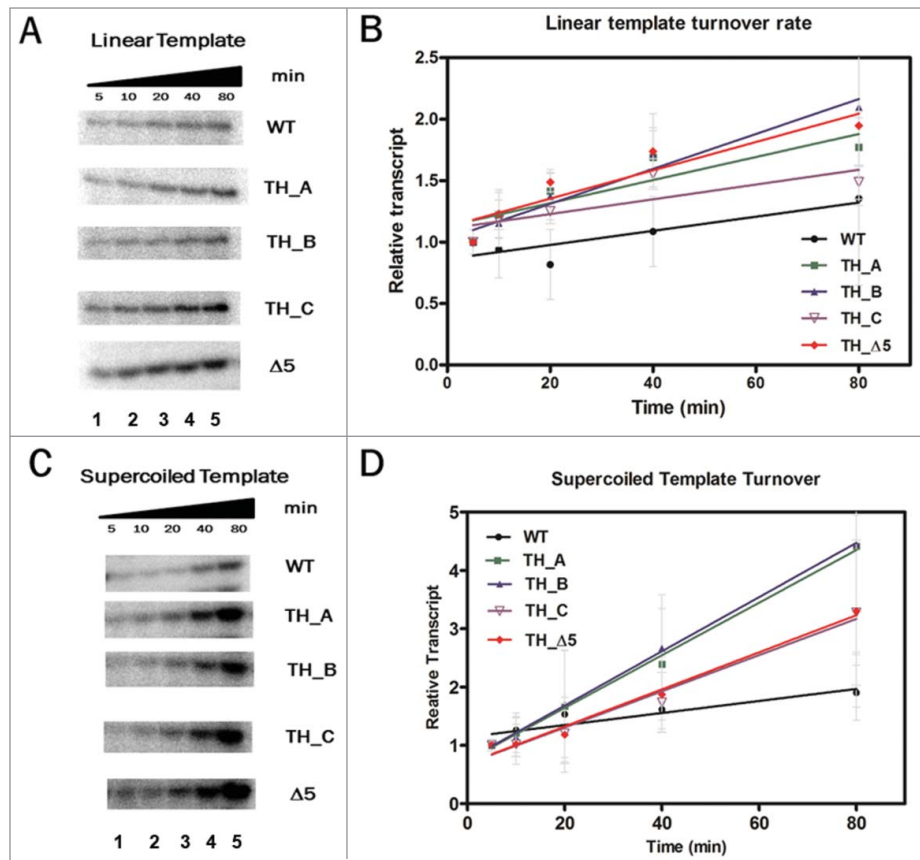 A
Linear Template
min
5 10 20 40 80
WT
TH_A
TH_B
TH_C
Δ5
1 2 3 4 5
B
Linear template turnover rate
Relative transcript
2.5
2.0
1.5
1.0
0.5
0.0
0 20 40 60 80
Time (min)
WT
TH_A
TH_B
TH_C
TH_Δ5
C
Supercoiled Template
min
5 10 20 40 80
WT
TH_A
TH_B
TH_C
Δ5
1 2 3 4 5
D
Supercoiled Template Turnover
Reative Transcript
5
4
3
2
1
0
0 20 40 60 80
Time (min)
WT
TH_A
TH_B
TH_C
TH_Δ5